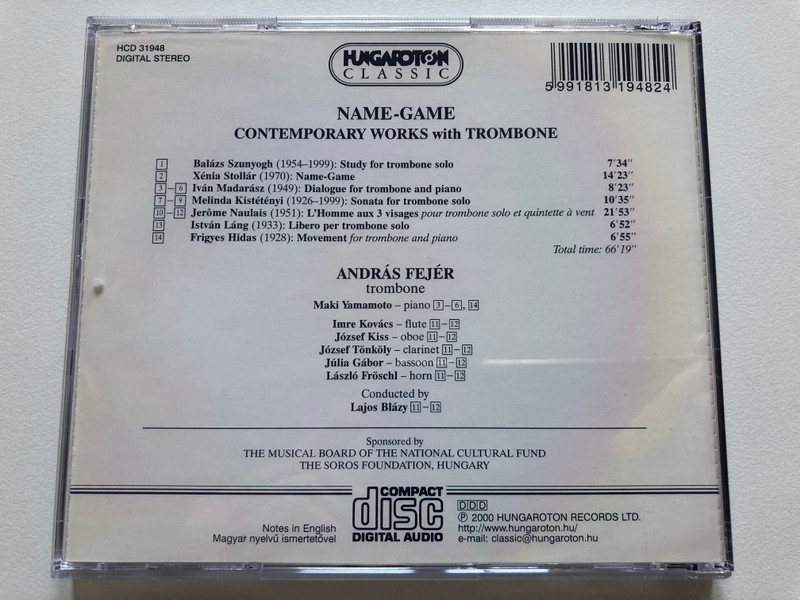 HCD 31948
DIGITAL STEREO
HUNGAROTON
CLASSIC
5 991813 194824
NAME-GAME
CONTEMPORARY WORKS with TROMBONE
1 Balázs Szunyogh (1954–1999): Study for trombone solo 7'34"
2 Xénia Stollár (1970): Name-Game 14'23"
3 – 6 Iván Madarász (1949): Dialogue for trombone and piano 8'23"
7 – 9 Melinda Kistétényi (1926–1999): Sonata for trombone solo 10'35"
10 – 12 Jerôme Naulais (1951): L'Homme aux 3 visages pour trombone solo et quintette à vent 21'53"
13 István Láng (1933): Libero per trombone solo 6'52"
14 Frigyes Hidas (1928): Movement for trombone and piano 6'55"
Total time: 66'19"
ANDRÁS FEJÉR
trombone
Maki Yamamoto – piano 3 – 6, 14
Imre Kovács – flute 11 – 12
József Kiss – oboe 11 – 12
József Tönköly – clarinet 11 – 12
Júlia Gábor – bassoon 11 – 12
László Fröschl – horn 11 – 12
Conducted by
Lajos Blázy 11 – 12
Sponsored by
THE MUSICAL BOARD OF THE NATIONAL CULTURAL FUND
THE SOROS FOUNDATION, HUNGARY
Notes in English
Magyar nyelvű ismertetővel
COMPACT
disc
DIGITAL AUDIO
DDD
℗ 2000 HUNGAROTON RECORDS LTD.
http://www.hungaroton.hu/
e-mail: classic@hungaroton.hu